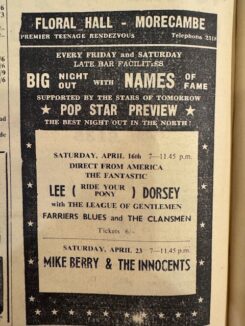 FLORAL HALL - MORECAMBE
PREMIER TEENAGE RENDEZVOUS Telephone
EVERY FRIDAY and SATURDAY
LATE BAR FACILITIES
BIG NIGHT OUT WITH NAMES OF FAME
SUPPORTED BY THE STARS OF TOMORROW
★ POP STAR PREVIEW ★
THE BEST NIGHT OUT IN THE NORTH!
SATURDAY, APRIL 16th 7—11.45 p.m.
DIRECT FROM AMERICA
THE FANTASTIC
LEE ( RIDE YOUR PONY ) DORSEY
with THE LEAGUE OF GENTLEMEN
FARRIERS BLUES and THE CLANSMEN
Tickets 6/-
SATURDAY, APRIL 23 7—11.45 p.m.
MIKE BERRY & THE INNOCENTS